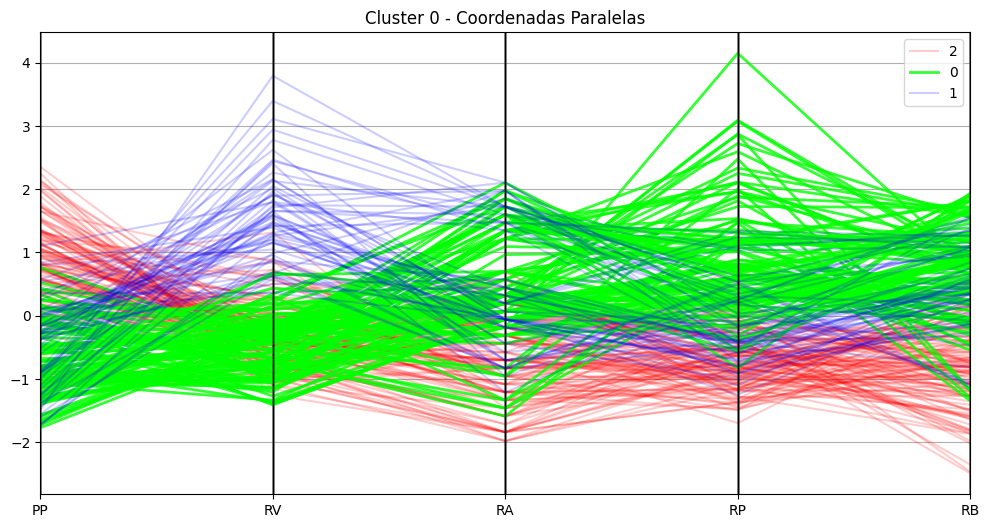 Cluster 0 - Coordenadas Paralelas
2
0
1
4
3
2
1
0
−1
−2
PP
RV
RA
RP
RB